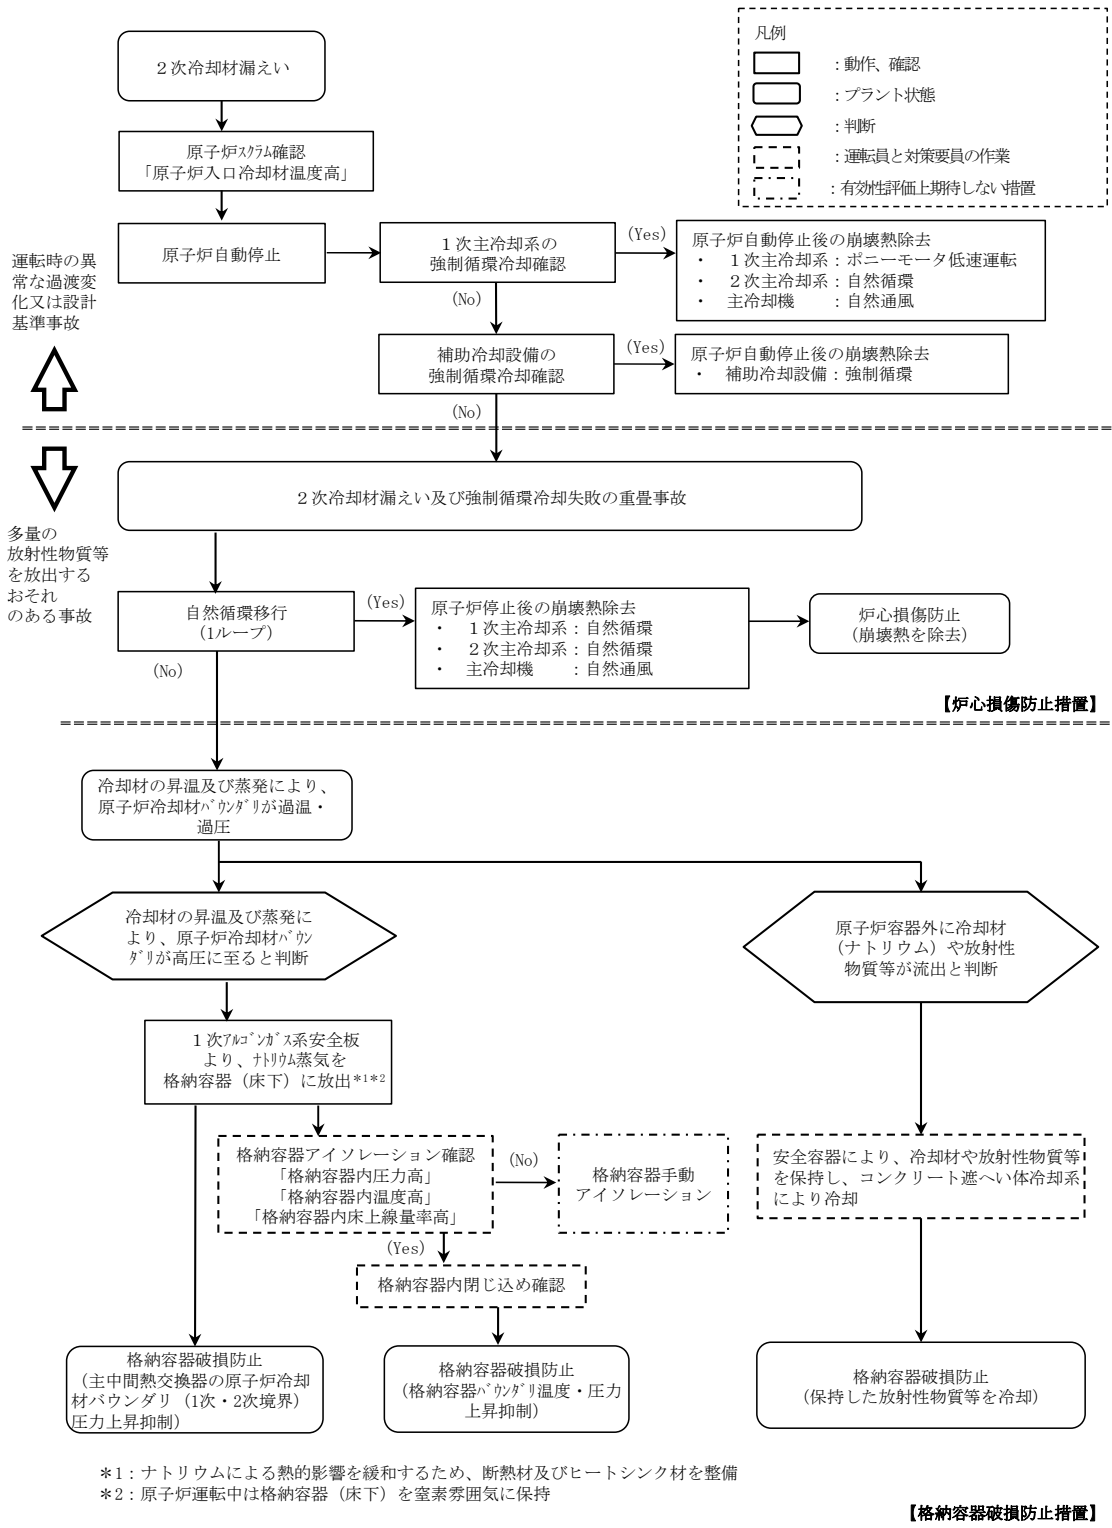 凡例
：動作、確認
：プラント状態
：判断
：運転員と対策要員の作業
：有効性評価上期待しない措置
２次冷却材漏えい
原子炉ｽｸﾗﾑ確認
「原子炉入口冷却材温度高」
原子炉自動停止
１次主冷却系の
強制循環冷却確認
(Yes)
原子炉自動停止後の崩壊熱除去
・　１次主冷却系：ポニーモータ低速運転
・　２次主冷却系：自然循環
・　主冷却機　　：自然通風
(No)
運転時の異
常な過渡変
化又は設計
基準事故
補助冷却設備の
強制循環冷却確認
(Yes)
原子炉自動停止後の崩壊熱除去
・　補助冷却設備：強制循環
(No)
２次冷却材漏えい及び強制循環冷却失敗の重畳事故
多量の
放射性物質等
を放出する
おそれ
のある事故
自然循環移行
(1ループ)
(Yes)
原子炉停止後の崩壊熱除去
・　１次主冷却系：自然循環
・　２次主冷却系：自然循環
・　主冷却機　　：自然通風
炉心損傷防止
(崩壊熱を除去)
(No)
【炉心損傷防止措置】
冷却材の昇温及び蒸発により、
原子炉冷却材ﾊﾞｳﾝﾀﾞﾘが過温・
過圧
冷却材の昇温及び蒸発に
より、原子炉冷却材ﾊﾞｳﾝ
ﾀﾞﾘが高圧に至ると判断
原子炉容器外に冷却材
（ナトリウム）や放射性
物質等が流出と判断
１次ｱﾙｺﾞﾝｶﾞｽ系安全板
より、ﾅﾄﾘｳﾑ蒸気を
格納容器（床下）に放出*1*2
格納容器アイソレーション確認
「格納容器内圧力高」
「格納容器内温度高」
「格納容器内床上線量率高」
(No)
格納容器手動
アイソレーション
安全容器により、冷却材や放射性物質等
を保持し、コンクリート遮へい体冷却系
により冷却
(Yes)
格納容器内閉じ込め確認
格納容器破損防止
（主中間熱交換器の原子炉冷却
材バウンダリ（1次・2次境界）
圧力上昇抑制）
格納容器破損防止
（格納容器ﾊﾞｳﾝﾀﾞﾘ温度・圧力
上昇抑制）
格納容器破損防止
（保持した放射性物質等を冷却）
＊1：ナトリウムによる熱的影響を緩和するため、断熱材及びヒートシンク材を整備
＊2：原子炉運転中は格納容器（床下）を窒素雰囲気に保持
【格納容器破損防止措置】